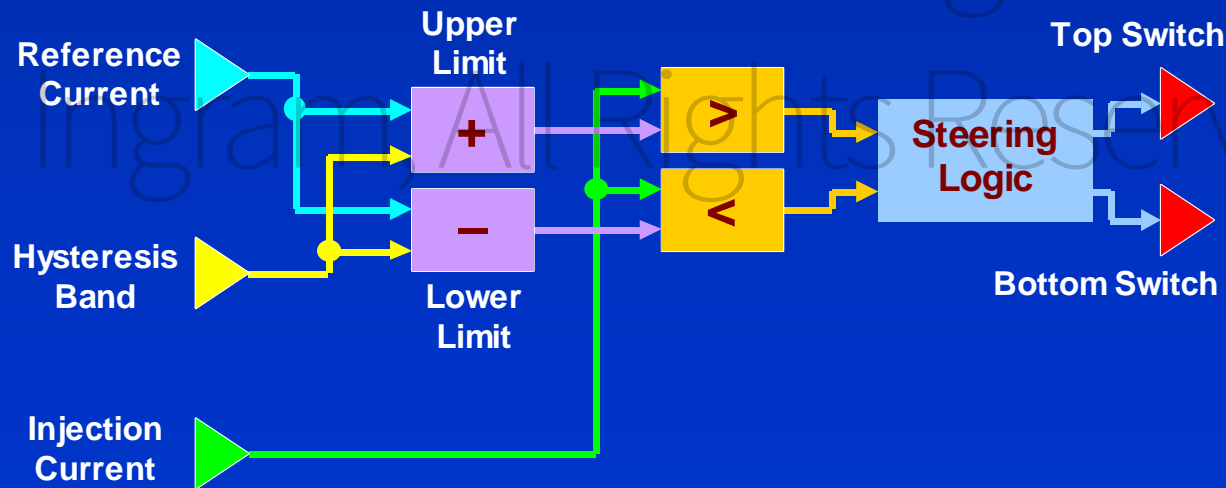 Reference
Current
Upper
Limit
+
>
Steering
Logic
Top Switch
Ingram, All Rights Reserv
Hysteresis
Band
−
<
Lower
Limit
Bottom Switch
Injection
Current